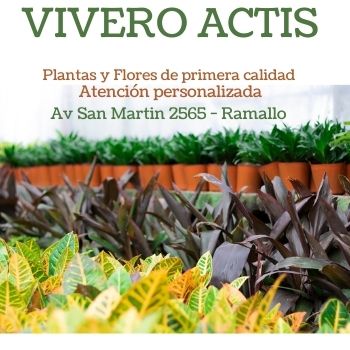 VIVERO ACTIS
Plantas y Flores de primera calidad
Atención personalizada
Av San Martin 2565 - Ramallo